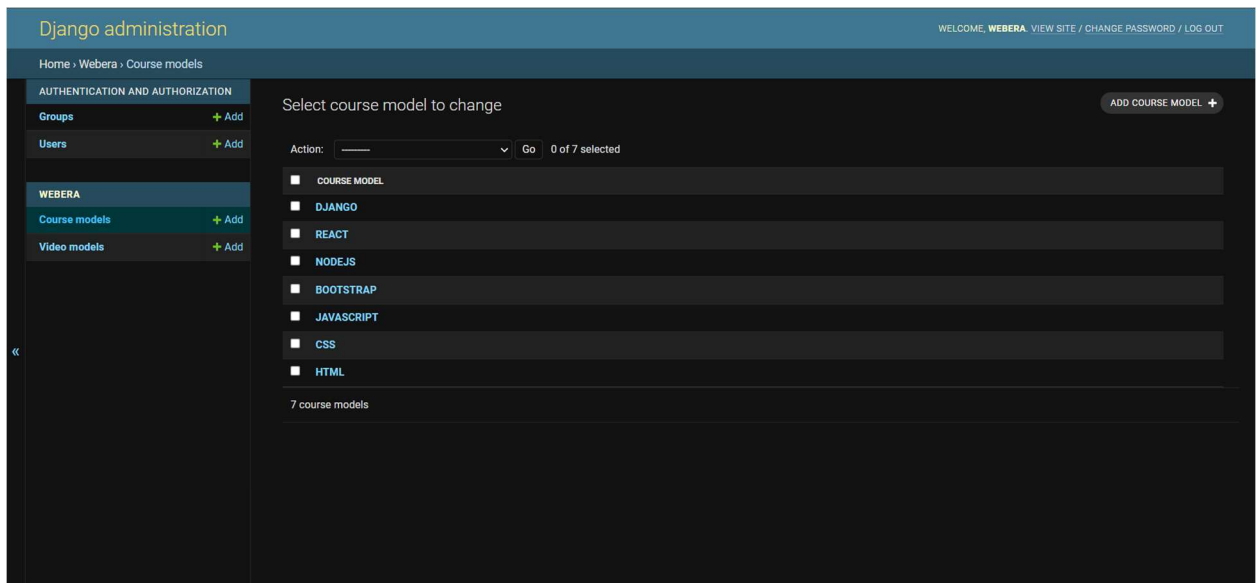 Django administration
WELCOME, WEBERA. VIEW SITE / CHANGE PASSWORD / LOG OUT
Home › Webera › Course models
AUTHENTICATION AND AUTHORIZATION
Groups + Add
Users + Add
WEBERA
Course models + Add
Video models + Add
«
Select course model to change
ADD COURSE MODEL +
Action: --------- Go 0 of 7 selected
COURSE MODEL
DJANGO
REACT
NODEJS
BOOTSTRAP
JAVASCRIPT
CSS
HTML
7 course models